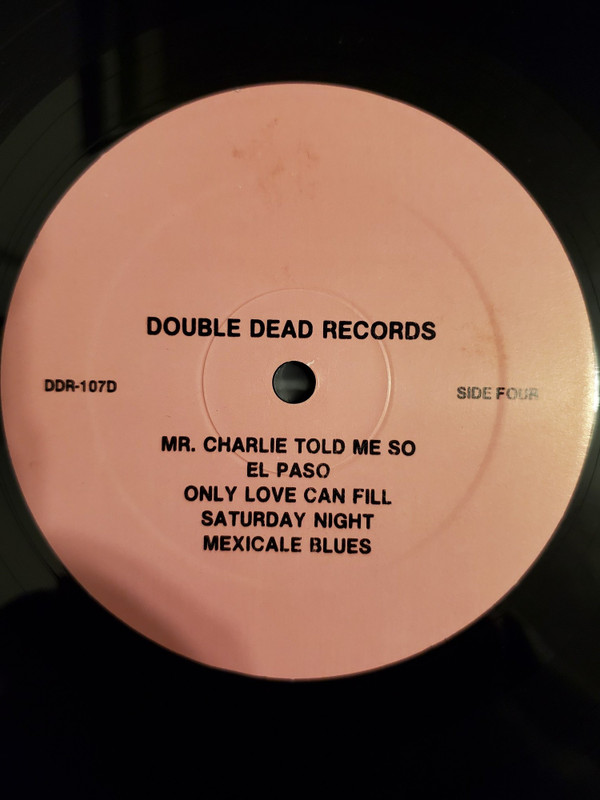 DOUBLE DEAD RECORDS
DDR-107D
SIDE FOUR
MR. CHARLIE TOLD ME SO
EL PASO
ONLY LOVE CAN FILL
SATURDAY NIGHT
MEXICALE BLUES